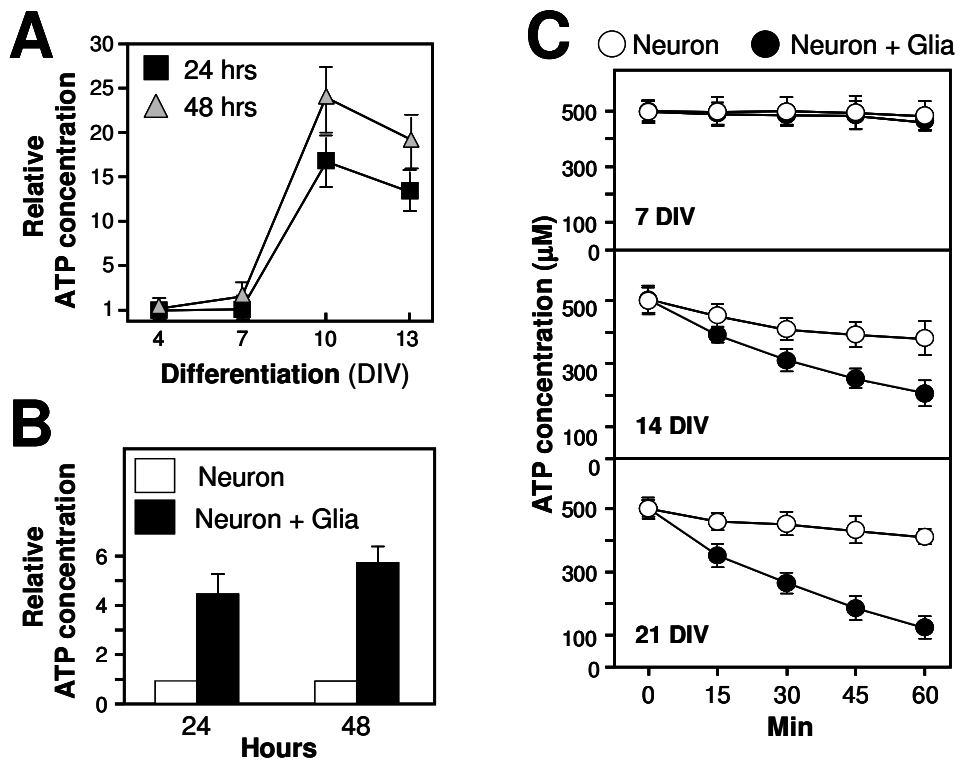 A
30
25
20
15
10
5
1
Relative
ATP concentration
24 hrs
48 hrs
4 7 10 13
Differentiation (DIV)
B
Neuron
Neuron + Glia
6
4
2
0
Relative
ATP concentration
24 48
Hours
C
Neuron Neuron + Glia
ATP concentration (µM)
500
300
100
0
7 DIV
500
300
100
0
14 DIV
500
300
100
0
21 DIV
0 15 30 45 60
Min